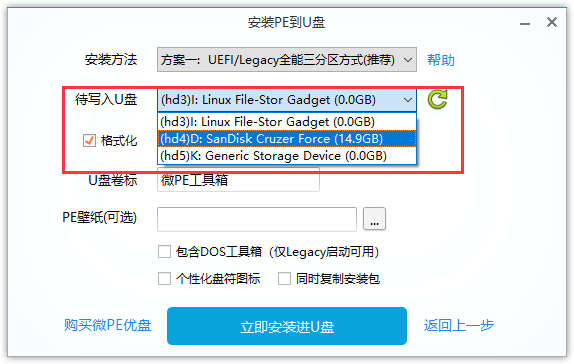 安装PE到U盘
安装方法 方案一：UEFI/Legacy全能三分区方式(推荐) 帮助
待写入U盘 (hd3)I: Linux File-Stor Gadget (0.0GB)
(hd3)I: Linux File-Stor Gadget (0.0GB)
格式化 (hd4)D: SanDisk Cruzer Force (14.9GB)
(hd5)K: Generic Storage Device (0.0GB)
U盘卷标 微PE工具箱
PE壁纸(可选) ...
包含DOS工具箱（仅Legacy启动可用）
个性化盘符图标 同时复制安装包
购买微PE优盘 立即安装进U盘 返回上一步